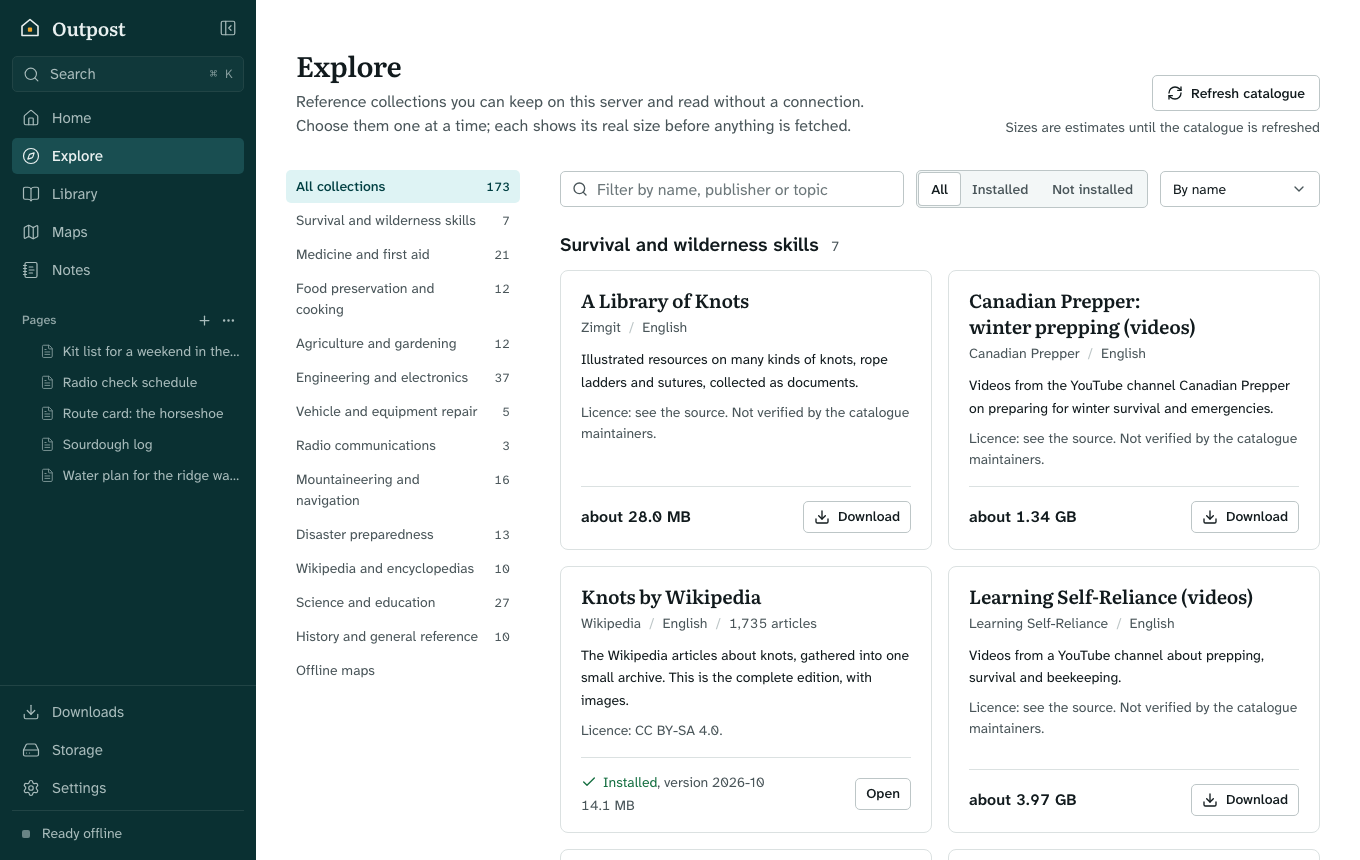 Outpost
Search ⌘ K
Home
Explore
Library
Maps
Notes
Pages
Kit list for a weekend in the...
Radio check schedule
Route card: the horseshoe
Sourdough log
Water plan for the ridge wa...
Downloads
Storage
Settings
Ready offline
Explore
Reference collections you can keep on this server and read without a connection.
Choose them one at a time; each shows its real size before anything is fetched.
Refresh catalogue
Sizes are estimates until the catalogue is refreshed
All collections 173
Survival and wilderness skills 7
Medicine and first aid 21
Food preservation and 12
cooking
Agriculture and gardening 12
Engineering and electronics 37
Vehicle and equipment repair 5
Radio communications 3
Mountaineering and 16
navigation
Disaster preparedness 13
Wikipedia and encyclopedias 10
Science and education 27
History and general reference 10
Offline maps
Filter by name, publisher or topic
All Installed Not installed
By name
Survival and wilderness skills 7
A Library of Knots
Zimgit / English
Illustrated resources on many kinds of knots, rope
ladders and sutures, collected as documents.
Licence: see the source. Not verified by the catalogue
maintainers.
about 28.0 MB Download
Canadian Prepper:
winter prepping (videos)
Canadian Prepper / English
Videos from the YouTube channel Canadian Prepper
on preparing for winter survival and emergencies.
Licence: see the source. Not verified by the catalogue
maintainers.
about 1.34 GB Download
Knots by Wikipedia
Wikipedia / English / 1,735 articles
The Wikipedia articles about knots, gathered into one
small archive. This is the complete edition, with
images.
Licence: CC BY-SA 4.0.
Installed, version 2026-10
14.1 MB
Open
Learning Self-Reliance (videos)
Learning Self-Reliance / English
Videos from a YouTube channel about prepping,
survival and beekeeping.
Licence: see the source. Not verified by the catalogue
maintainers.
about 3.97 GB Download